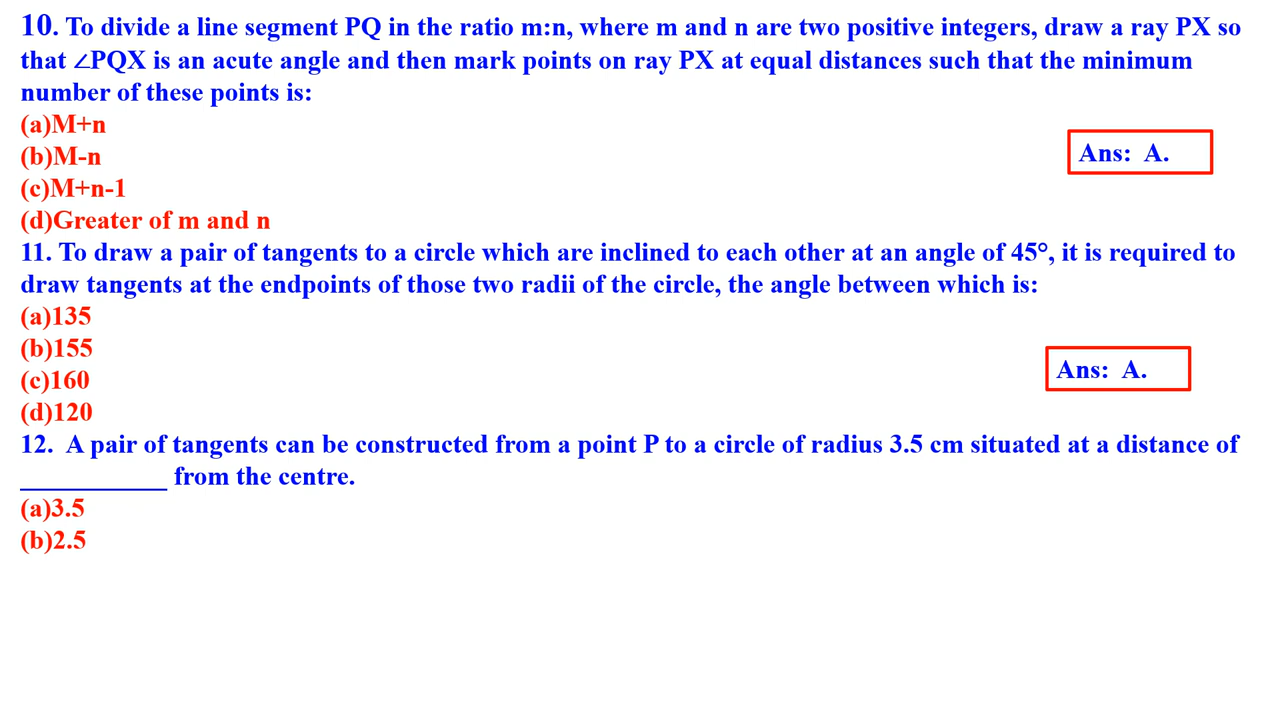 10. To divide a line segment PQ in the ratio m:n, where m and n are two positive integers, draw a ray PX so
that ∠PQX is an acute angle and then mark points on ray PX at equal distances such that the minimum
number of these points is:
(a)M+n
(b)M-n
(c)M+n-1
(d)Greater of m and n
Ans: A.
11. To draw a pair of tangents to a circle which are inclined to each other at an angle of 45°, it is required to
draw tangents at the endpoints of those two radii of the circle, the angle between which is:
(a)135
(b)155
(c)160
(d)120
Ans: A.
12. A pair of tangents can be constructed from a point P to a circle of radius 3.5 cm situated at a distance of
___________ from the centre.
(a)3.5
(b)2.5